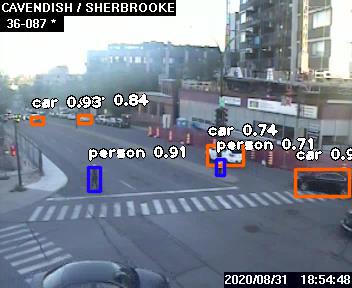 CAVENDISH / SHERBROOKE
36-087 *
car 0.93 0.84
car 0.74
person 0.91
person 0.71
car 0.9
2020/08/31 18:54:48